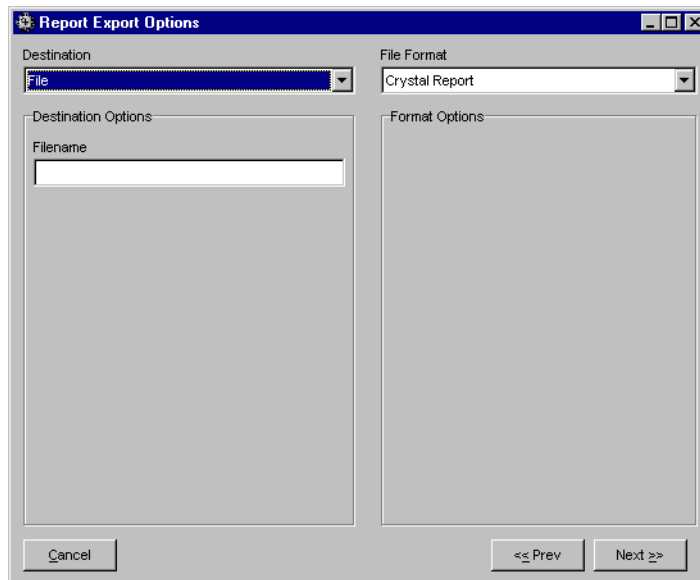 Report Export Options
Destination
File Format
File
Crystal Report
Destination Options
Format Options
Filename
Cancel
<< Prev
Next >>